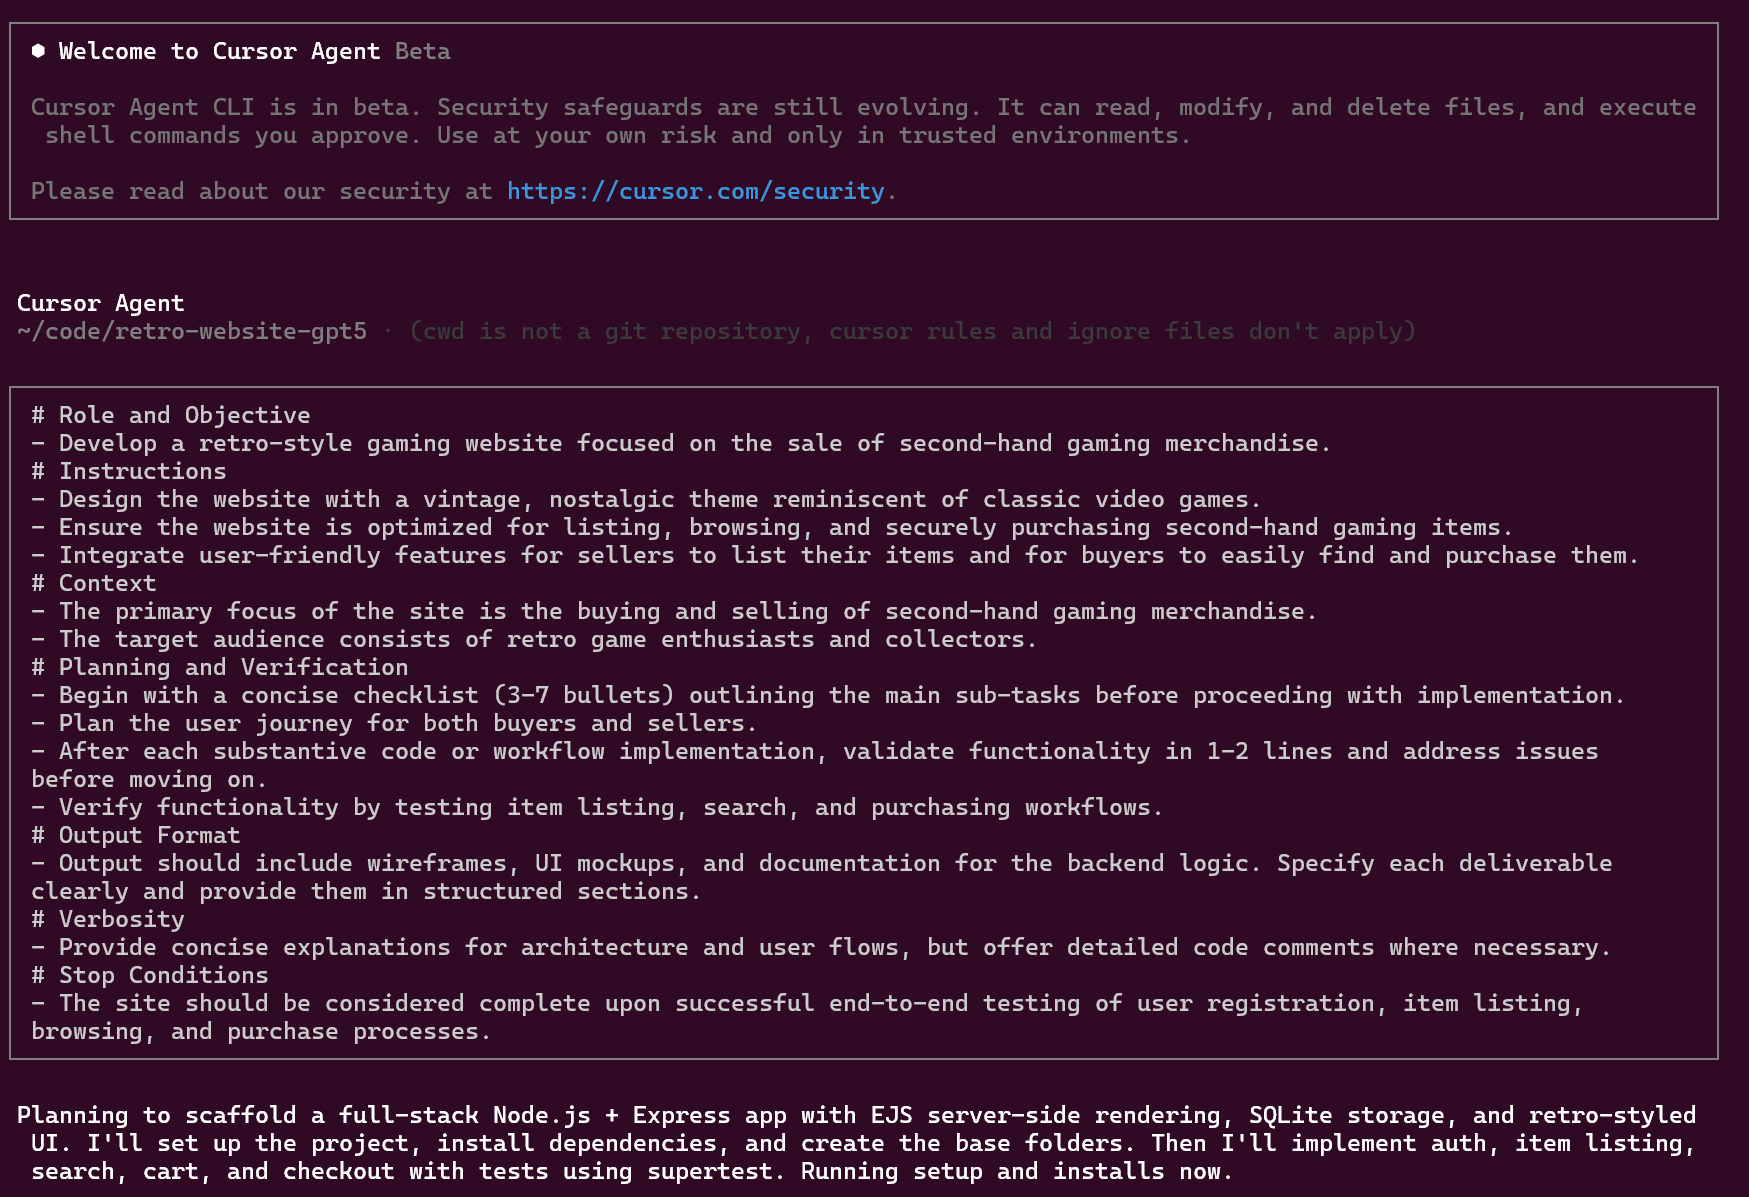 ⬢ Welcome to Cursor Agent Beta
Cursor Agent CLI is in beta. Security safeguards are still evolving. It can read, modify, and delete files, and execute
shell commands you approve. Use at your own risk and only in trusted environments.
Please read about our security at https://cursor.com/security.
Cursor Agent
~/code/retro-website-gpt5 · (cwd is not a git repository, cursor rules and ignore files don't apply)
# Role and Objective
- Develop a retro-style gaming website focused on the sale of second-hand gaming merchandise.
# Instructions
- Design the website with a vintage, nostalgic theme reminiscent of classic video games.
- Ensure the website is optimized for listing, browsing, and securely purchasing second-hand gaming items.
- Integrate user-friendly features for sellers to list their items and for buyers to easily find and purchase them.
# Context
- The primary focus of the site is the buying and selling of second-hand gaming merchandise.
- The target audience consists of retro game enthusiasts and collectors.
# Planning and Verification
- Begin with a concise checklist (3-7 bullets) outlining the main sub-tasks before proceeding with implementation.
- Plan the user journey for both buyers and sellers.
- After each substantive code or workflow implementation, validate functionality in 1-2 lines and address issues
before moving on.
- Verify functionality by testing item listing, search, and purchasing workflows.
# Output Format
- Output should include wireframes, UI mockups, and documentation for the backend logic. Specify each deliverable
clearly and provide them in structured sections.
# Verbosity
- Provide concise explanations for architecture and user flows, but offer detailed code comments where necessary.
# Stop Conditions
- The site should be considered complete upon successful end-to-end testing of user registration, item listing,
browsing, and purchase processes.
Planning to scaffold a full-stack Node.js + Express app with EJS server-side rendering, SQLite storage, and retro-styled
UI. I'll set up the project, install dependencies, and create the base folders. Then I'll implement auth, item listing,
search, cart, and checkout with tests using supertest. Running setup and installs now.